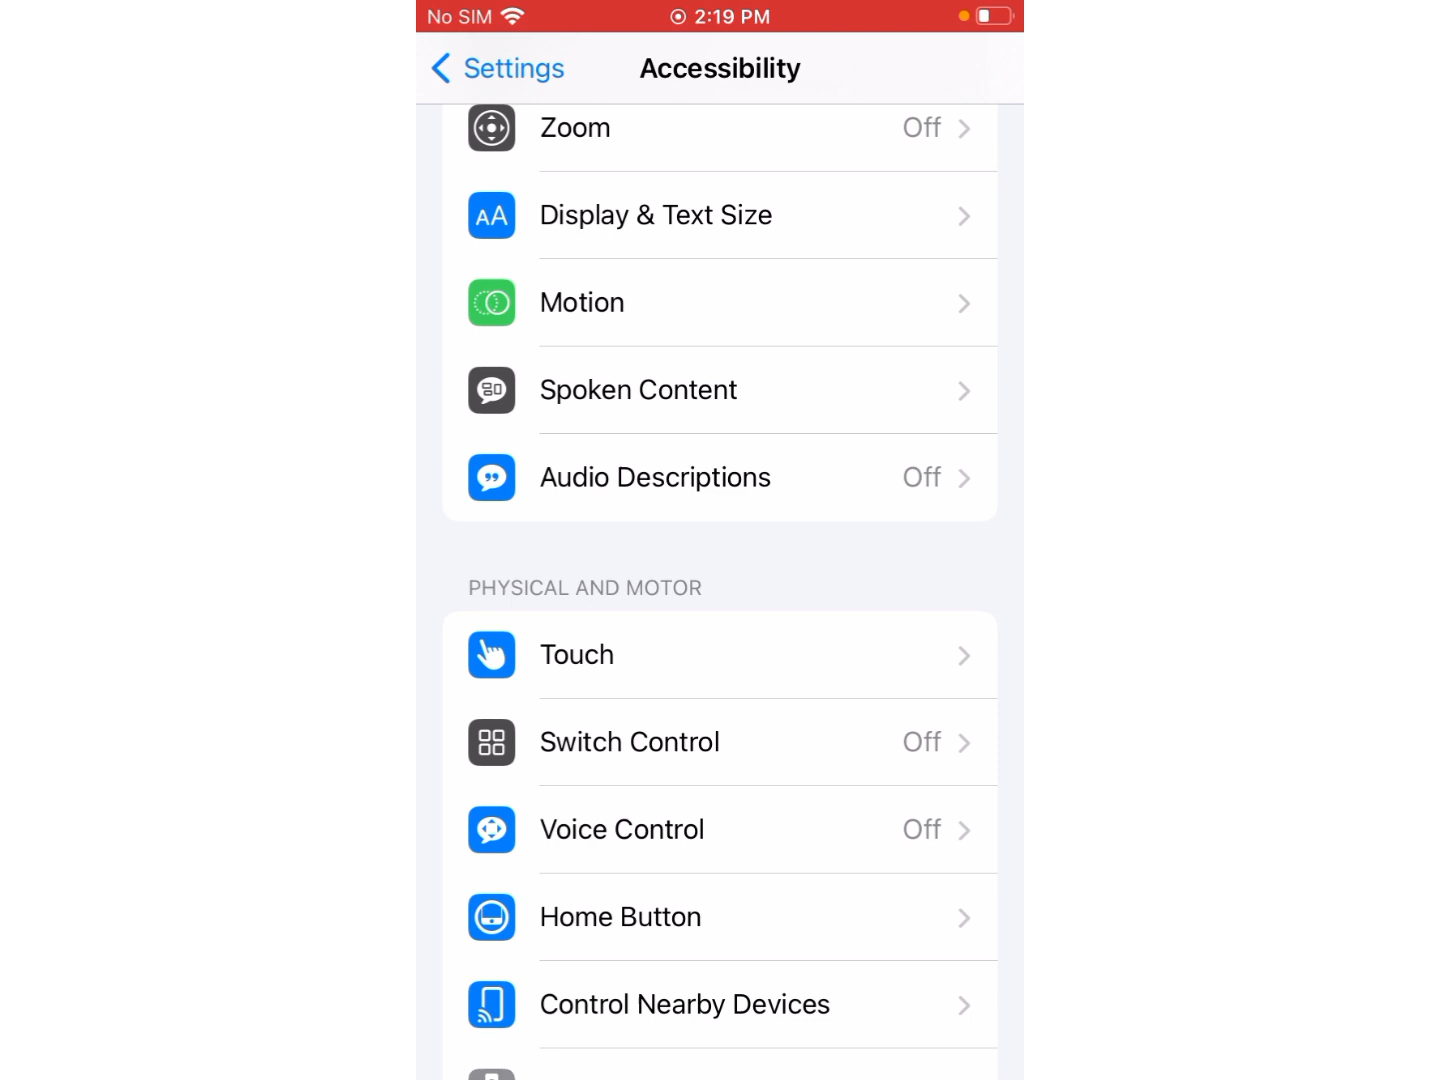 No SIM 2:19 PM
Settings Accessibility
Zoom Off
AA Display & Text Size
Motion
Spoken Content
Audio Descriptions Off
PHYSICAL AND MOTOR
Touch
Switch Control Off
Voice Control Off
Home Button
Control Nearby Devices